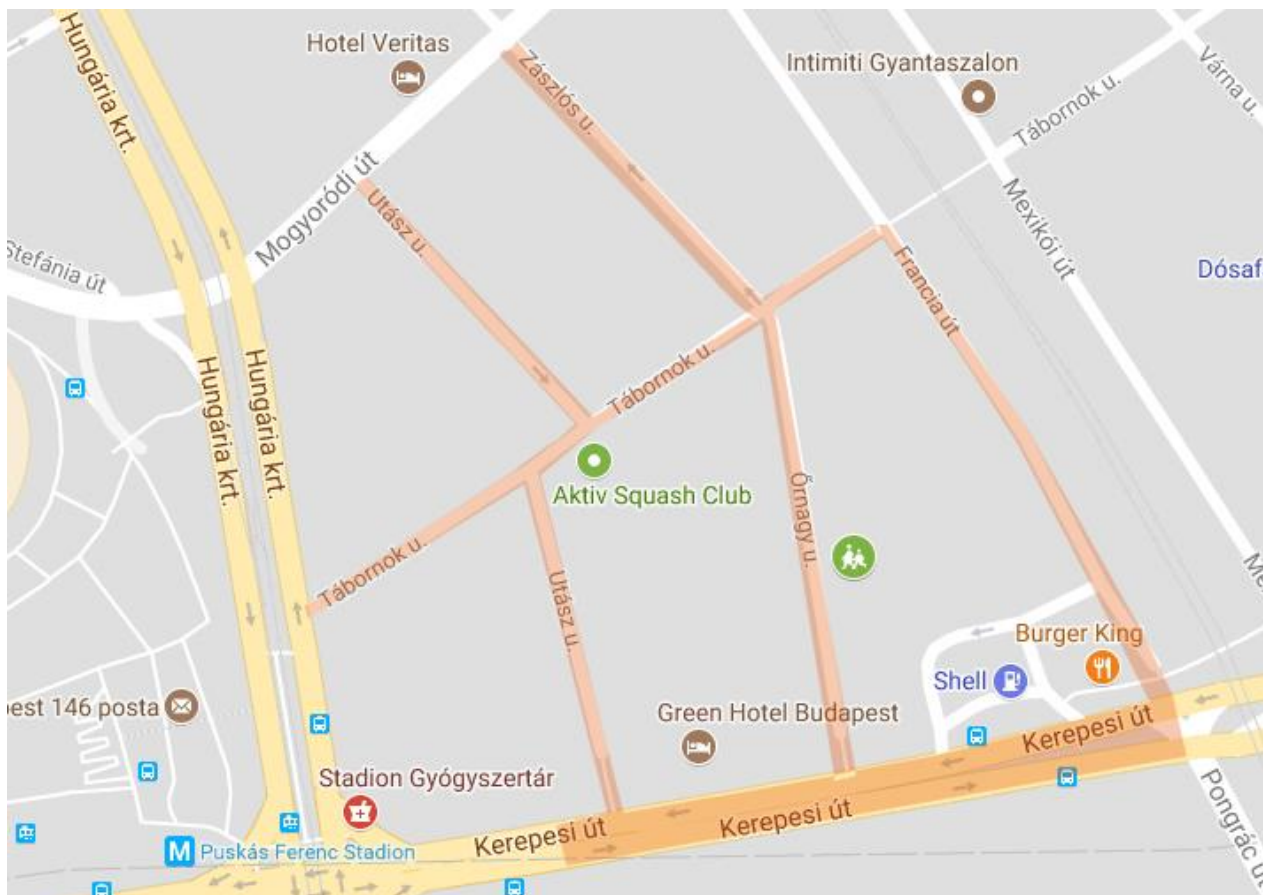 Hungária krt.
Hotel Veritas
Zászlós u.
Intimiti Gyantaszalon
Várna u.
Tábornok u.
Mogyoródi út
Utász u.
Mexikói út
Stefánia út
Francia út
Dósaf
Hungária krt.
Hungária krt.
Tábornok u.
Aktiv Squash Club
Őrnagy u.
Tábornok u.
Utász u.
Me
Burger King
Shell
est 146 posta
Green Hotel Budapest
Kerepesi út
Stadion Gyógyszertár
Kerepesi út
Kerepesi út
Pongrác út
M Puskás Ferenc Stadion